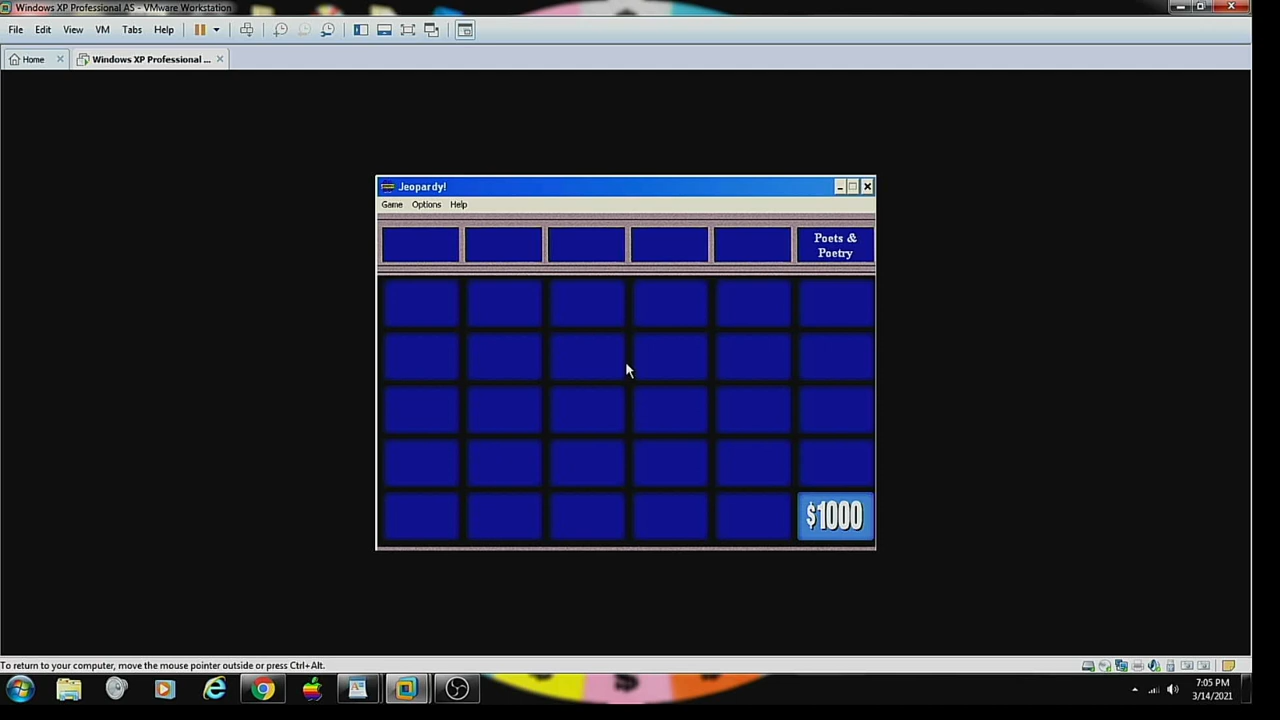 Windows XP Professional AS - VMware Workstation
File Edit View VM Tabs Help
Home
Windows XP Professional ...
Jeopardy!
Game Options Help
Poets &
Poetry
$1000
To return to your computer, move the mouse pointer outside or press Ctrl+Alt.
7:05 PM
3/14/2021